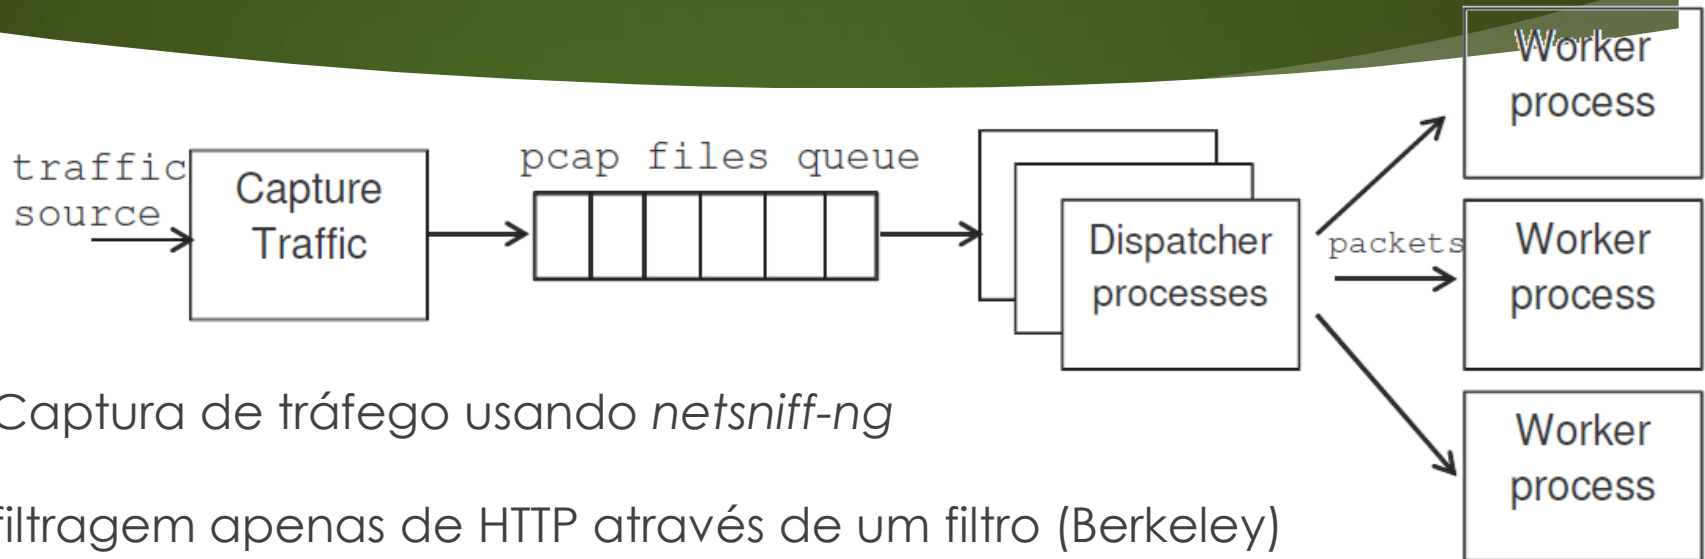 traffic
source
Capture
Traffic
pcap files queue
Dispatcher
processes
packets
Worker
process
Worker
process
Worker
process
Captura de tráfego usando netsniff-ng
filtragem apenas de HTTP através de um filtro (Berkeley)